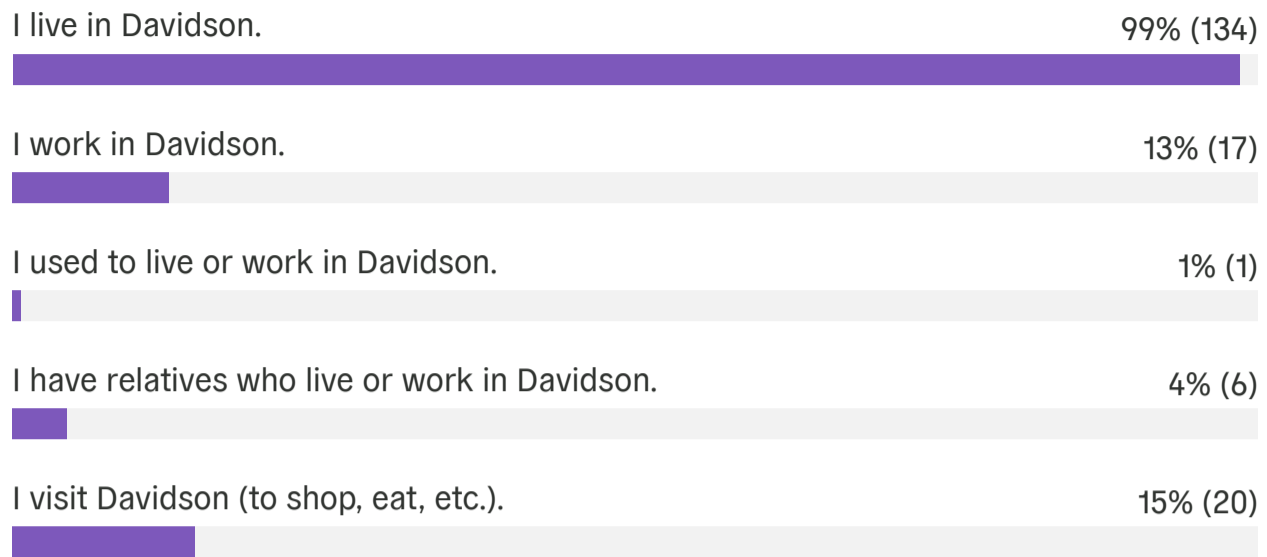 I live in Davidson. 99% (134)
I work in Davidson. 13% (17)
I used to live or work in Davidson. 1% (1)
I have relatives who live or work in Davidson. 4% (6)
I visit Davidson (to shop, eat, etc.). 15% (20)